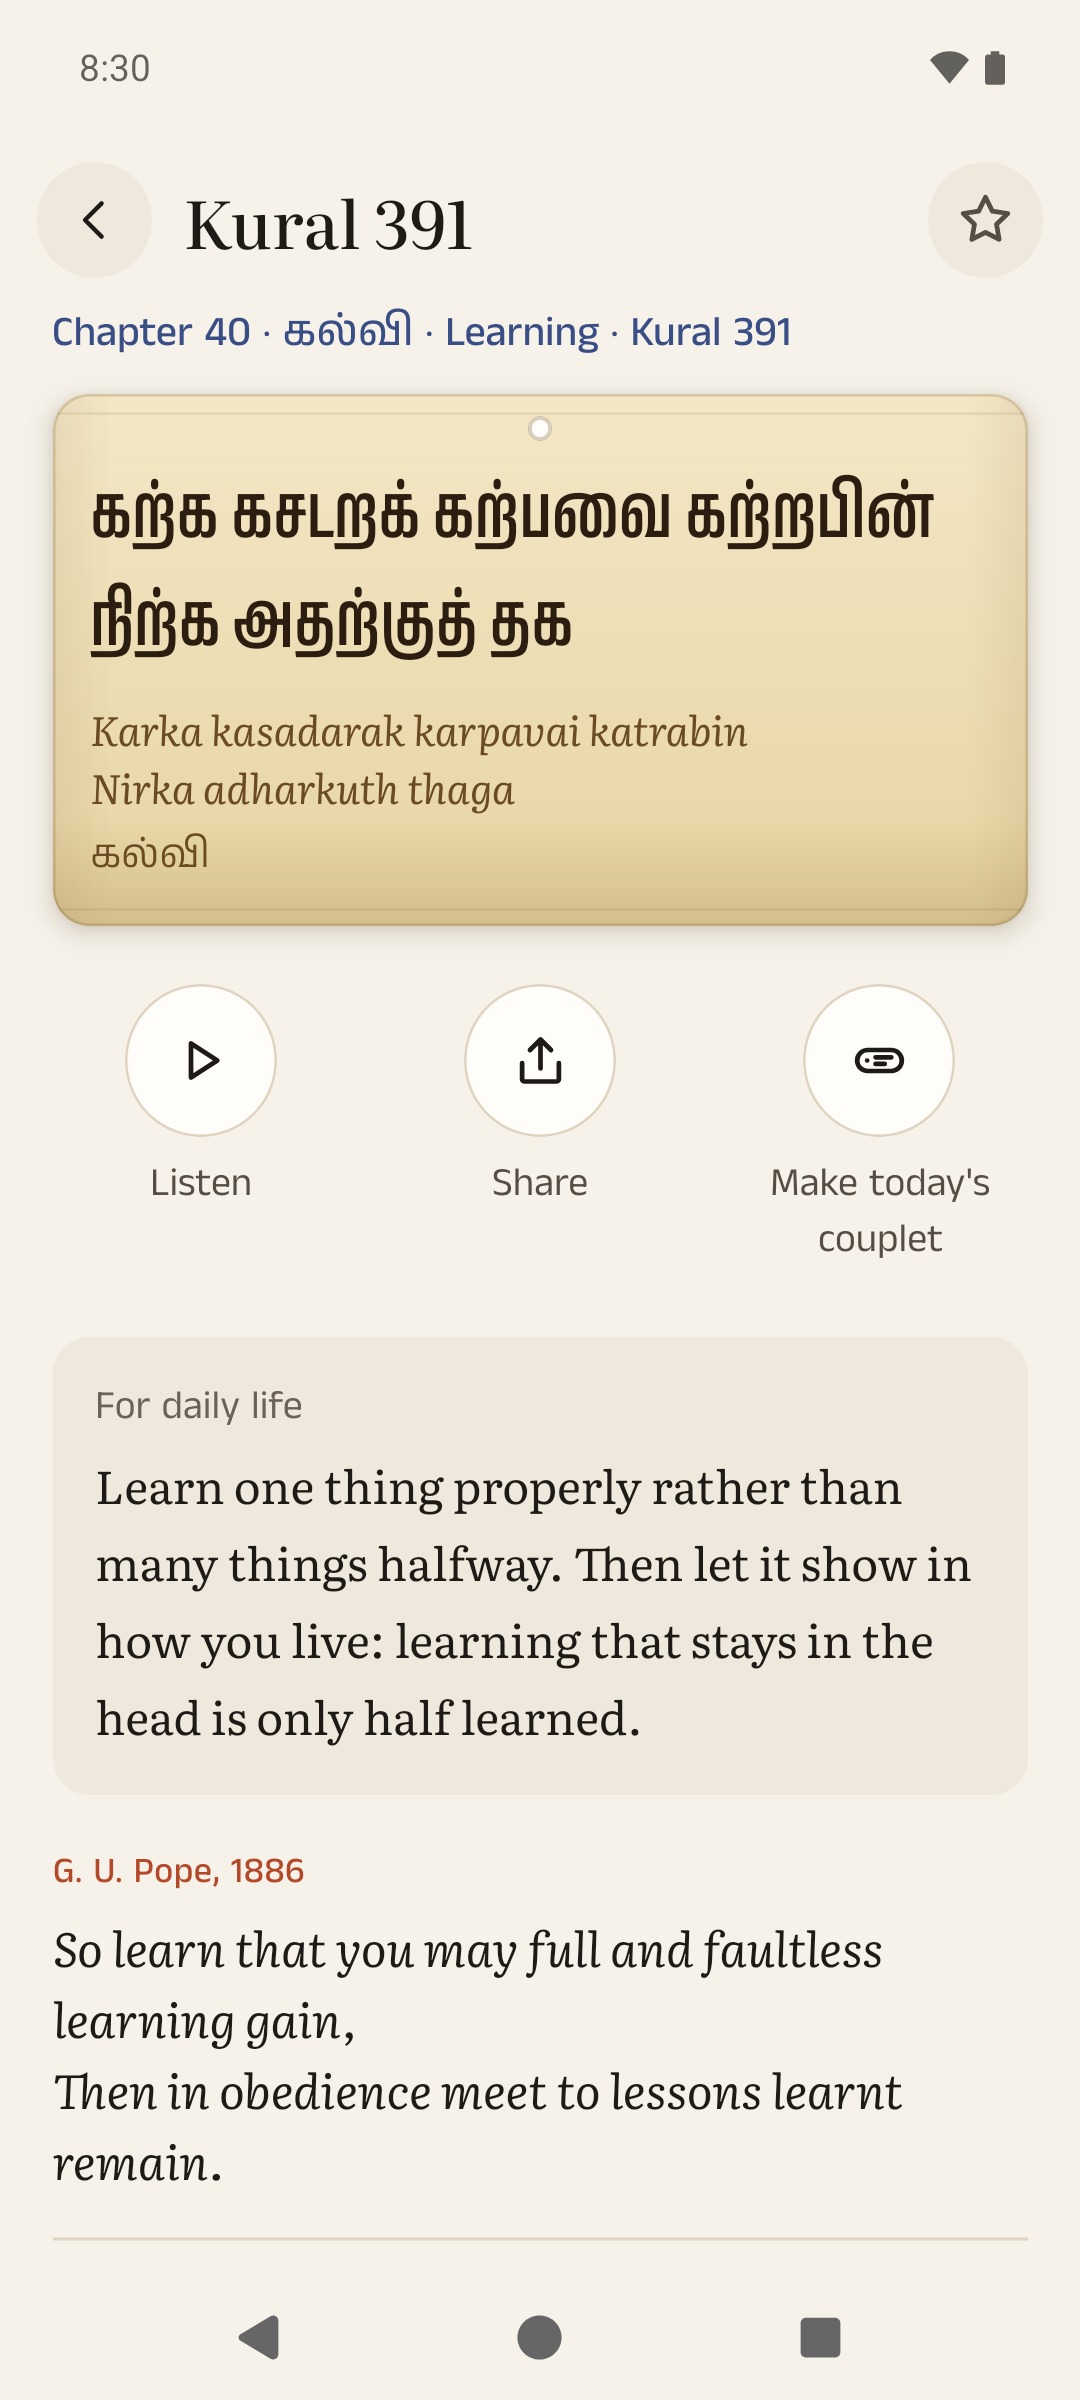 8:30
Kural 391
Chapter 40 · கல்வி · Learning · Kural 391
கற்க கசடறக் கற்பவை கற்றபின்
நிற்க அதற்குத் தக
Karka kasadarak karpavai katrabin
Nirka adharkuth thaga
கல்வி
Listen
Share
Make today's
couplet
For daily life
Learn one thing properly rather than
many things halfway. Then let it show in
how you live: learning that stays in the
head is only half learned.
G. U. Pope, 1886
So learn that you may full and faultless
learning gain,
Then in obedience meet to lessons learnt
remain.